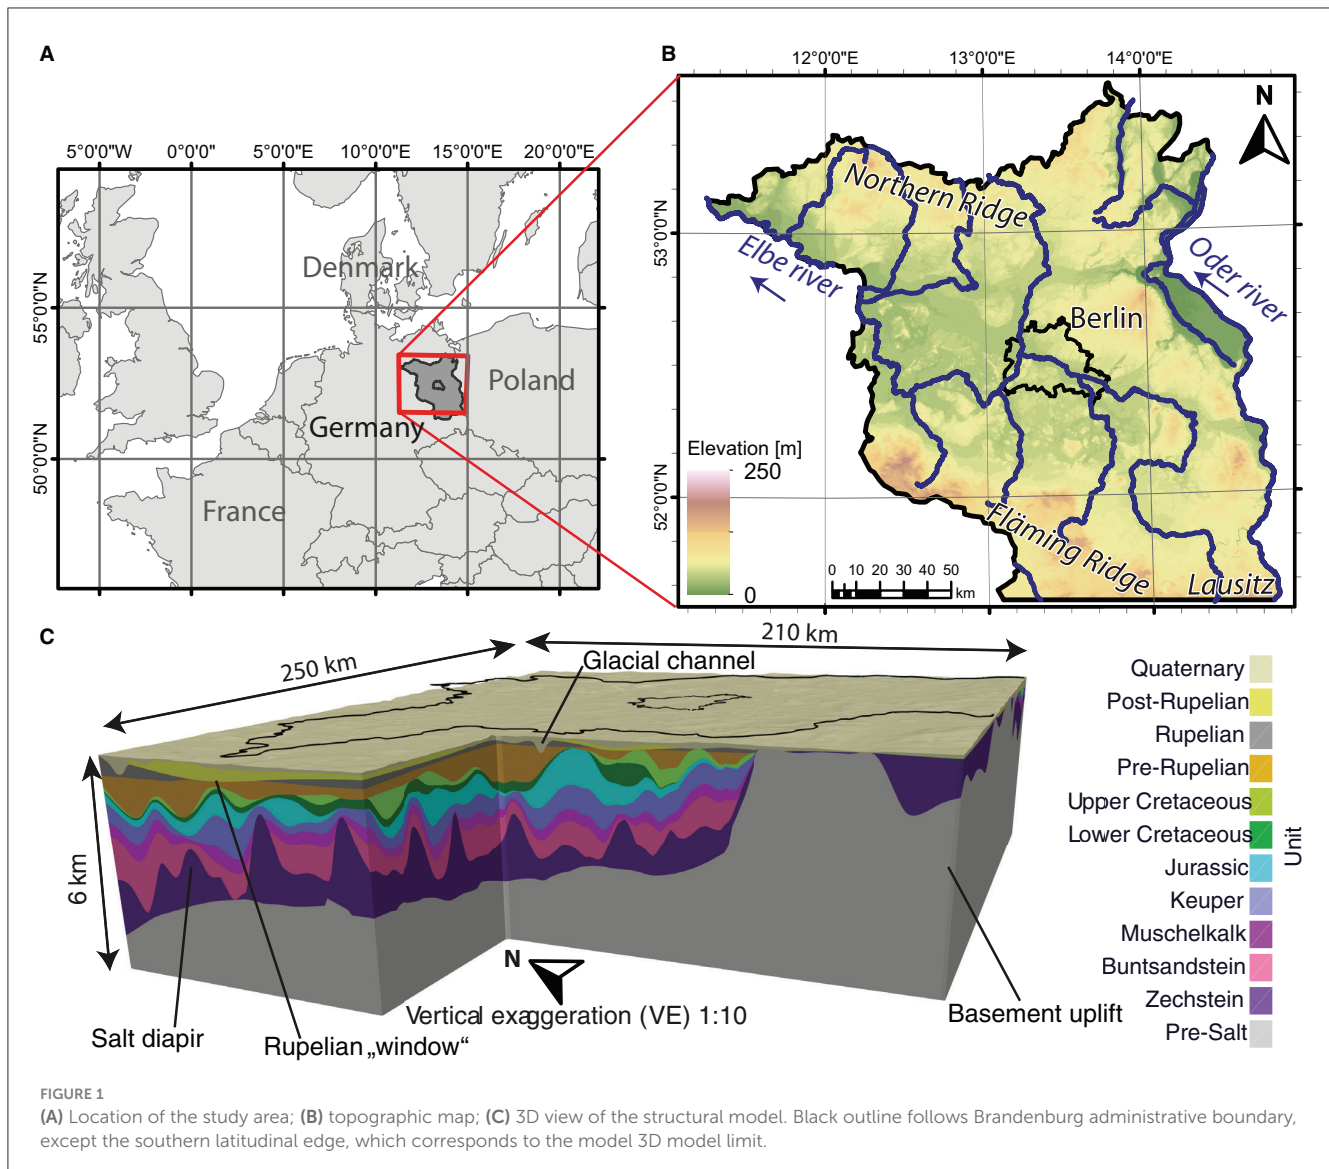 A
5°0'0"W 0°0'0" 5°0'0"E 10°0'0"E 15°0'0"E 20°0'0"E
55°0'0"N
50°0'0"N
Denmark
Poland
Germany
France
B
12°0'0"E 13°0'0"E 14°0'0"E
N
53°0'0"N
52°0'0"N
Northern Ridge
Elbe river
Oder river
Berlin
Elevation [m]
250
0
Fläming Ridge
Lausitz
0 10 20 30 40 50
km
C
250 km
210 km
Glacial channel
6 km
N
Vertical exaggeration (VE) 1:10
Salt diapir
Rupelian „window“
Basement uplift
Quaternary
Post-Rupelian
Rupelian
Pre-Rupelian
Upper Cretaceous
Lower Cretaceous
Jurassic
Keuper
Muschelkalk
Buntsandstein
Zechstein
Pre-Salt
Unit
FIGURE 1
(A) Location of the study area; (B) topographic map; (C) 3D view of the structural model. Black outline follows Brandenburg administrative boundary,
except the southern latitudinal edge, which corresponds to the model 3D model limit.